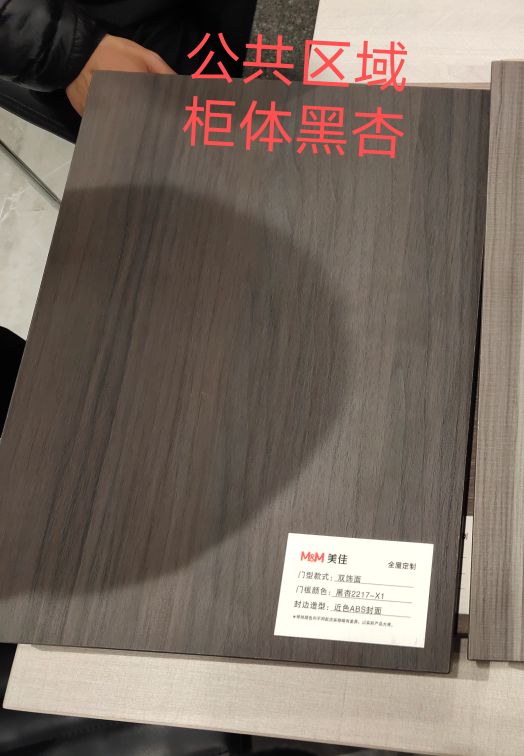 公共区域
柜体黑杏
M&M 美佳
全屋定制
门型款式：双饰面
门板颜色：黑杏2217-X1
封边造型：近色ABS封面